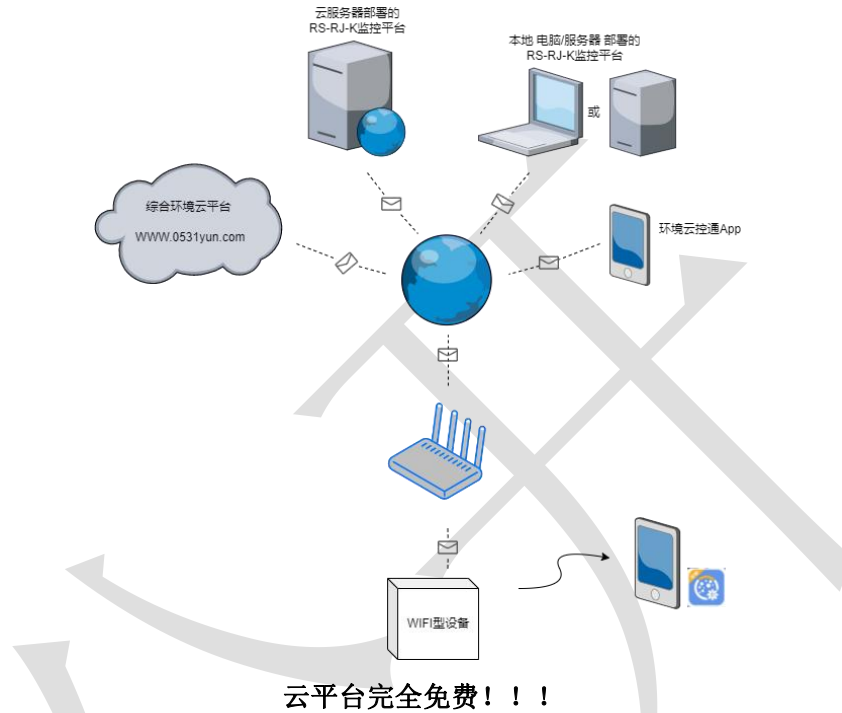 云服务器部署的
RS-RJ-K监控平台
本地 电脑/服务器 部署的
RS-RJ-K监控平台
或
综合环境云平台
WWW.0531yun.com
环境云控通App
WIFI型设备
云平台完全免费！！！